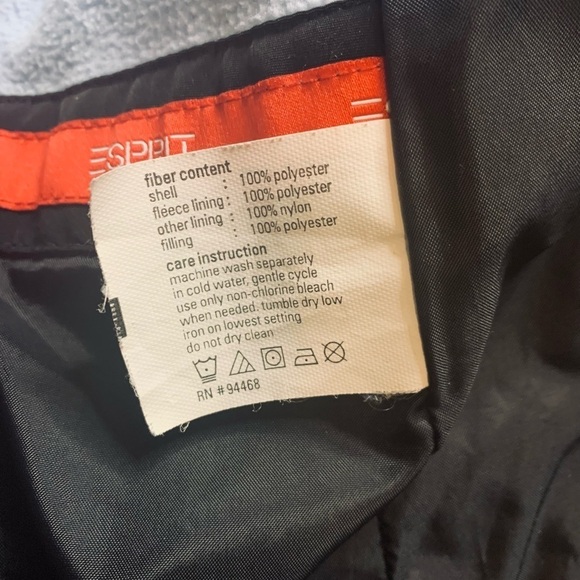 ESPRIT
fiber content
shell : 100% polyester
fleece lining : 100% polyester
other lining : 100% nylon
filling : 100% polyester
care instruction
machine wash separately
in cold water, gentle cycle
use only non-chlorine bleach
when needed. tumble dry low
iron on lowest setting
do not dry clean
RN # 94468